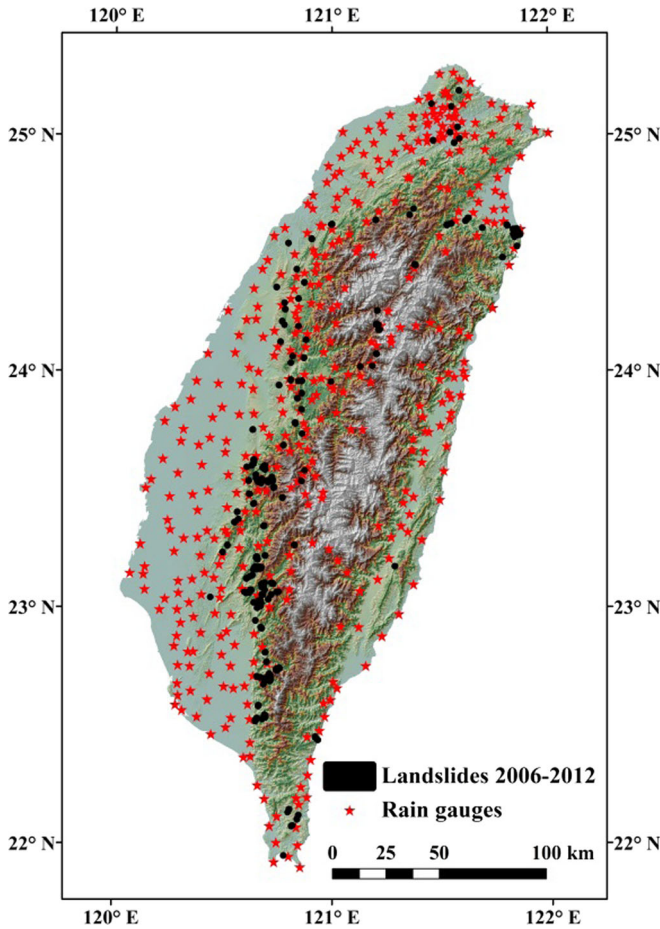 120° E 121° E 122° E
25° N 25° N
24° N 24° N
23° N 23° N
Landslides 2006-2012
Rain gauges
22° N 22° N
0 25 50 100 km
120° E 121° E 122° E